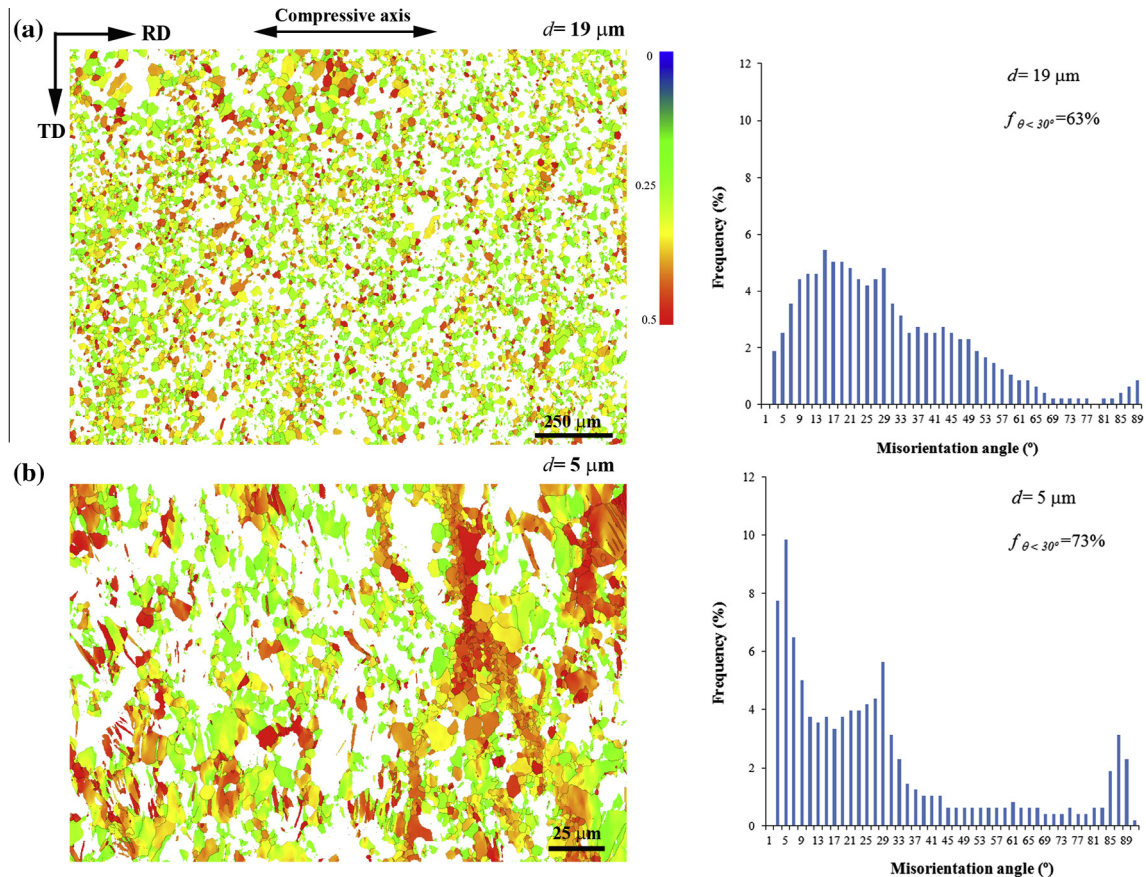 (a)
RD
TD
Compressive axis
d= 19 µm
0
0.25
0.5
250 µm
d= 19 µm
f θ < 30° =63%
12
10
8
6
4
2
0
Frequency (%)
1 5 9 13 17 21 25 29 33 37 41 45 49 53 57 61 65 69 73 77 81 85 89
Misorientation angle (º)
(b)
d= 5 µm
25 µm
d= 5 µm
f θ < 30° =73%
12
10
8
6
4
2
0
Frequency (%)
1 5 9 13 17 21 25 29 33 37 41 45 49 53 57 61 65 69 73 77 81 85 89
Misorientation angle (º)